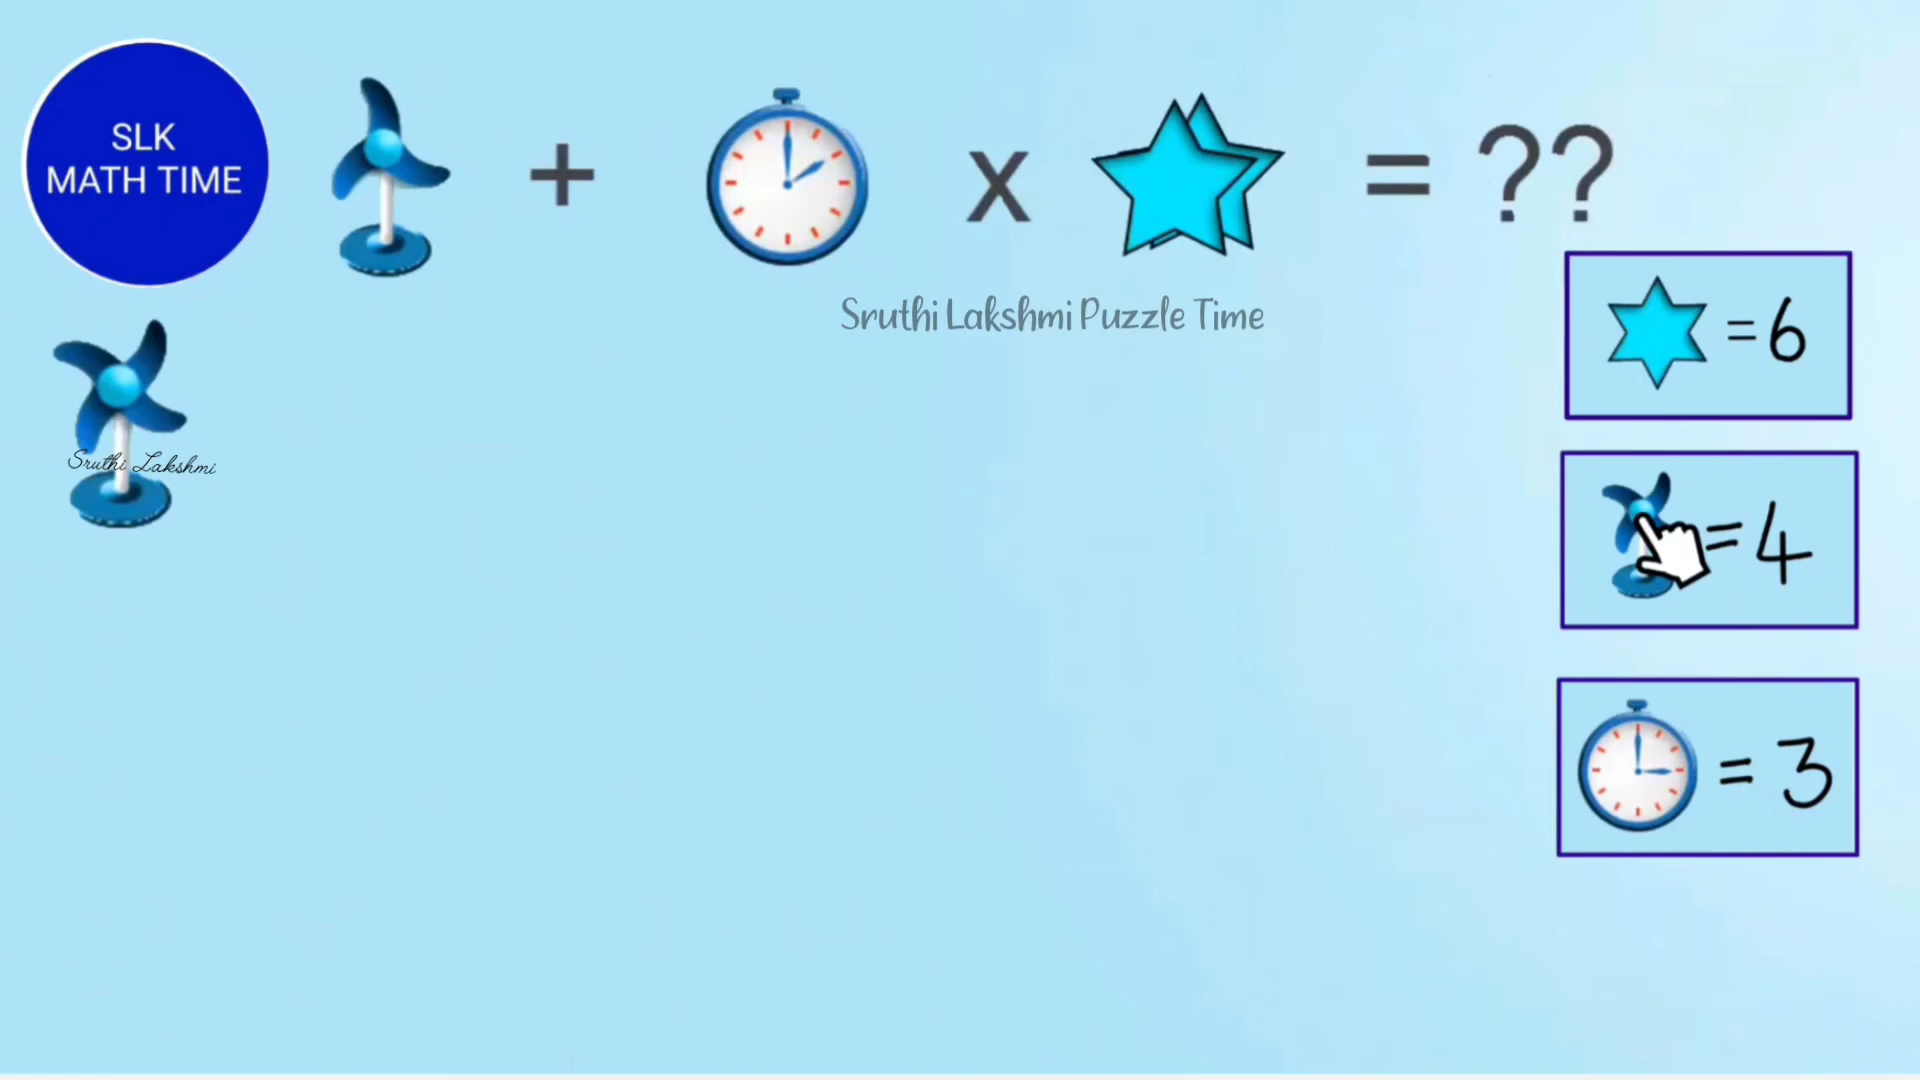 SLK
MATH TIME
+ x = ??
Sruthi Lakshmi Puzzle Time
= 6
Sruthi Lakshmi
= 4
= 3